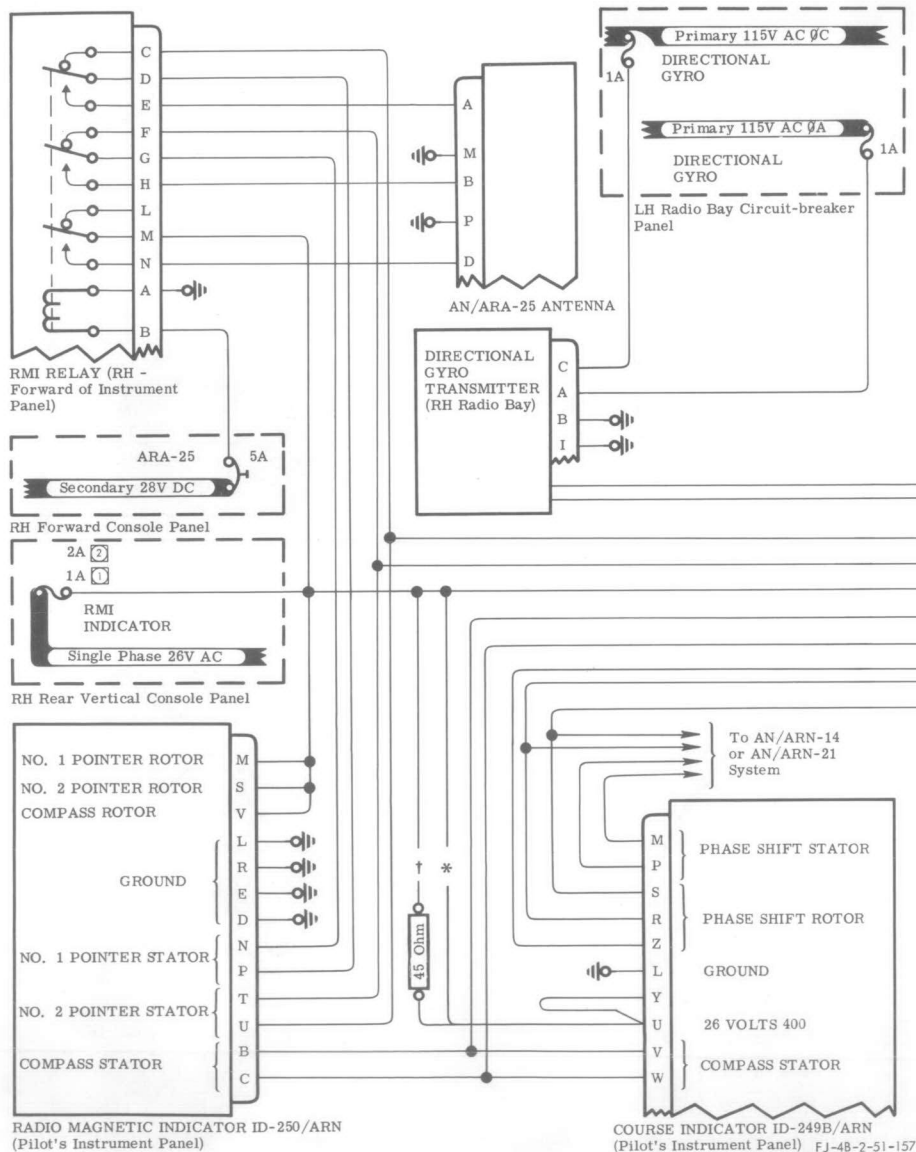 C
D
E
F
G
H
L
M
N
A
B
RMI RELAY (RH -
Forward of Instrument
Panel)
A
M
B
P
D
AN/ARA-25 ANTENNA
Primary 115V AC ØC
DIRECTIONAL
GYRO
1A
Primary 115V AC ØA
DIRECTIONAL
GYRO
1A
LH Radio Bay Circuit-breaker
Panel
DIRECTIONAL
GYRO
TRANSMITTER
(RH Radio Bay)
C
A
B
I
ARA-25 5A
Secondary 28V DC
RH Forward Console Panel
2A 2
1A 1
RMI
INDICATOR
Single Phase 26V AC
RH Rear Vertical Console Panel
NO. 1 POINTER ROTOR M
NO. 2 POINTER ROTOR S
COMPASS ROTOR V
L
R
GROUND
E
D
NO. 1 POINTER STATOR
N
P
NO. 2 POINTER STATOR
T
U
COMPASS STATOR
B
C
RADIO MAGNETIC INDICATOR ID-250/ARN
(Pilot's Instrument Panel)
† *
45 Ohm
To AN/ARN-14
or AN/ARN-21
System
M
P
PHASE SHIFT STATOR
S
R
Z
PHASE SHIFT ROTOR
L GROUND
Y
U 26 VOLTS 400
V
W
COMPASS STATOR
COURSE INDICATOR ID-249B/ARN
(Pilot's Instrument Panel) FJ-4B-2-51-157